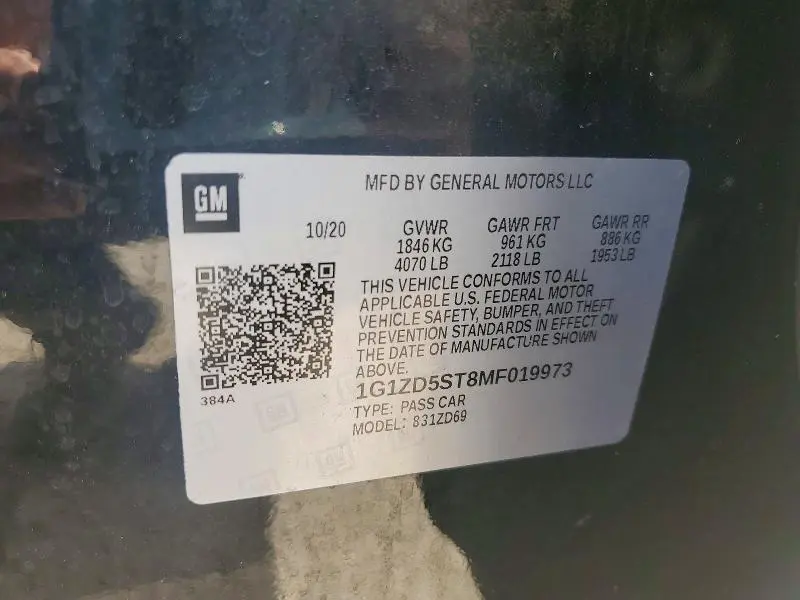 GM
MFD BY GENERAL MOTORS LLC
10/20
GVWR GAWR FRT GAWR RR
1846 KG 961 KG 886 KG
4070 LB 2118 LB 1953 LB
THIS VEHICLE CONFORMS TO ALL
APPLICABLE U.S. FEDERAL MOTOR
VEHICLE SAFETY, BUMPER, AND THEFT
PREVENTION STANDARDS IN EFFECT ON
THE DATE OF MANUFACTURE SHOWN
ABOVE.
384A
1G1ZD5ST8MF019973
TYPE: PASS CAR
MODEL: 831ZD69